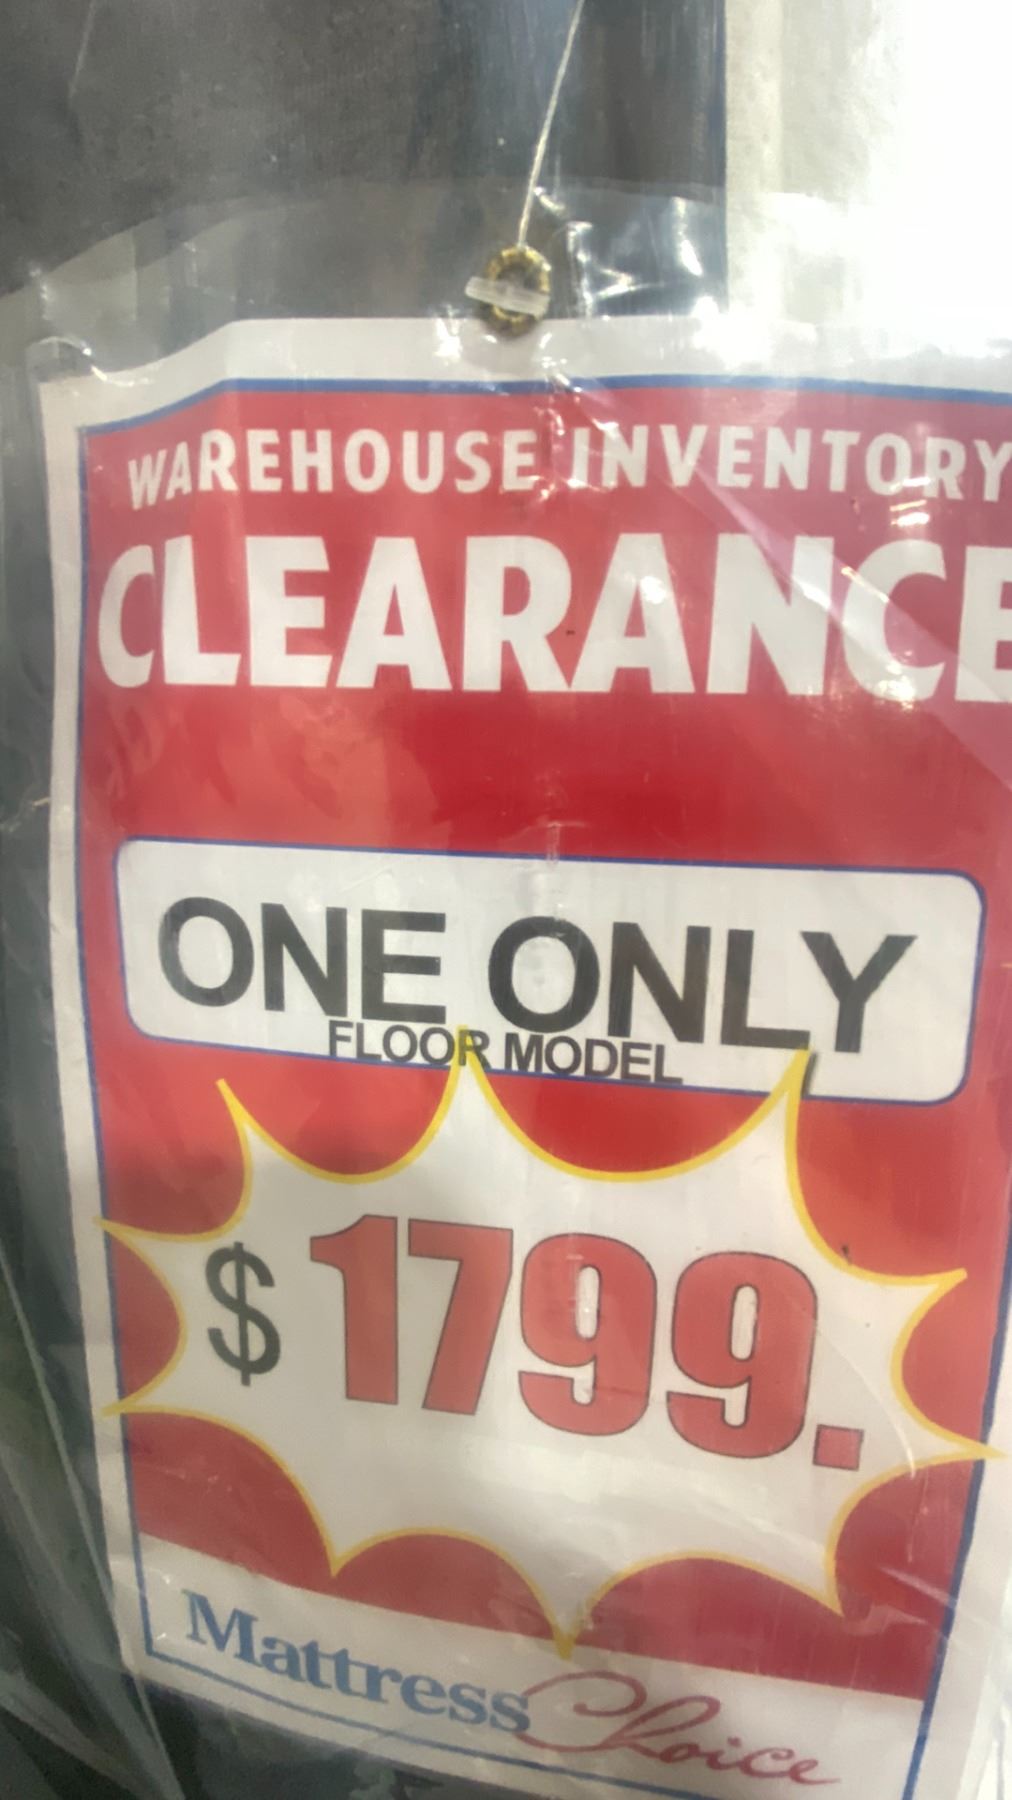 WAREHOUSE INVENTORY
CLEARANCE
ONE ONLY
FLOOR MODEL
$ 1799.
Mattress Choice